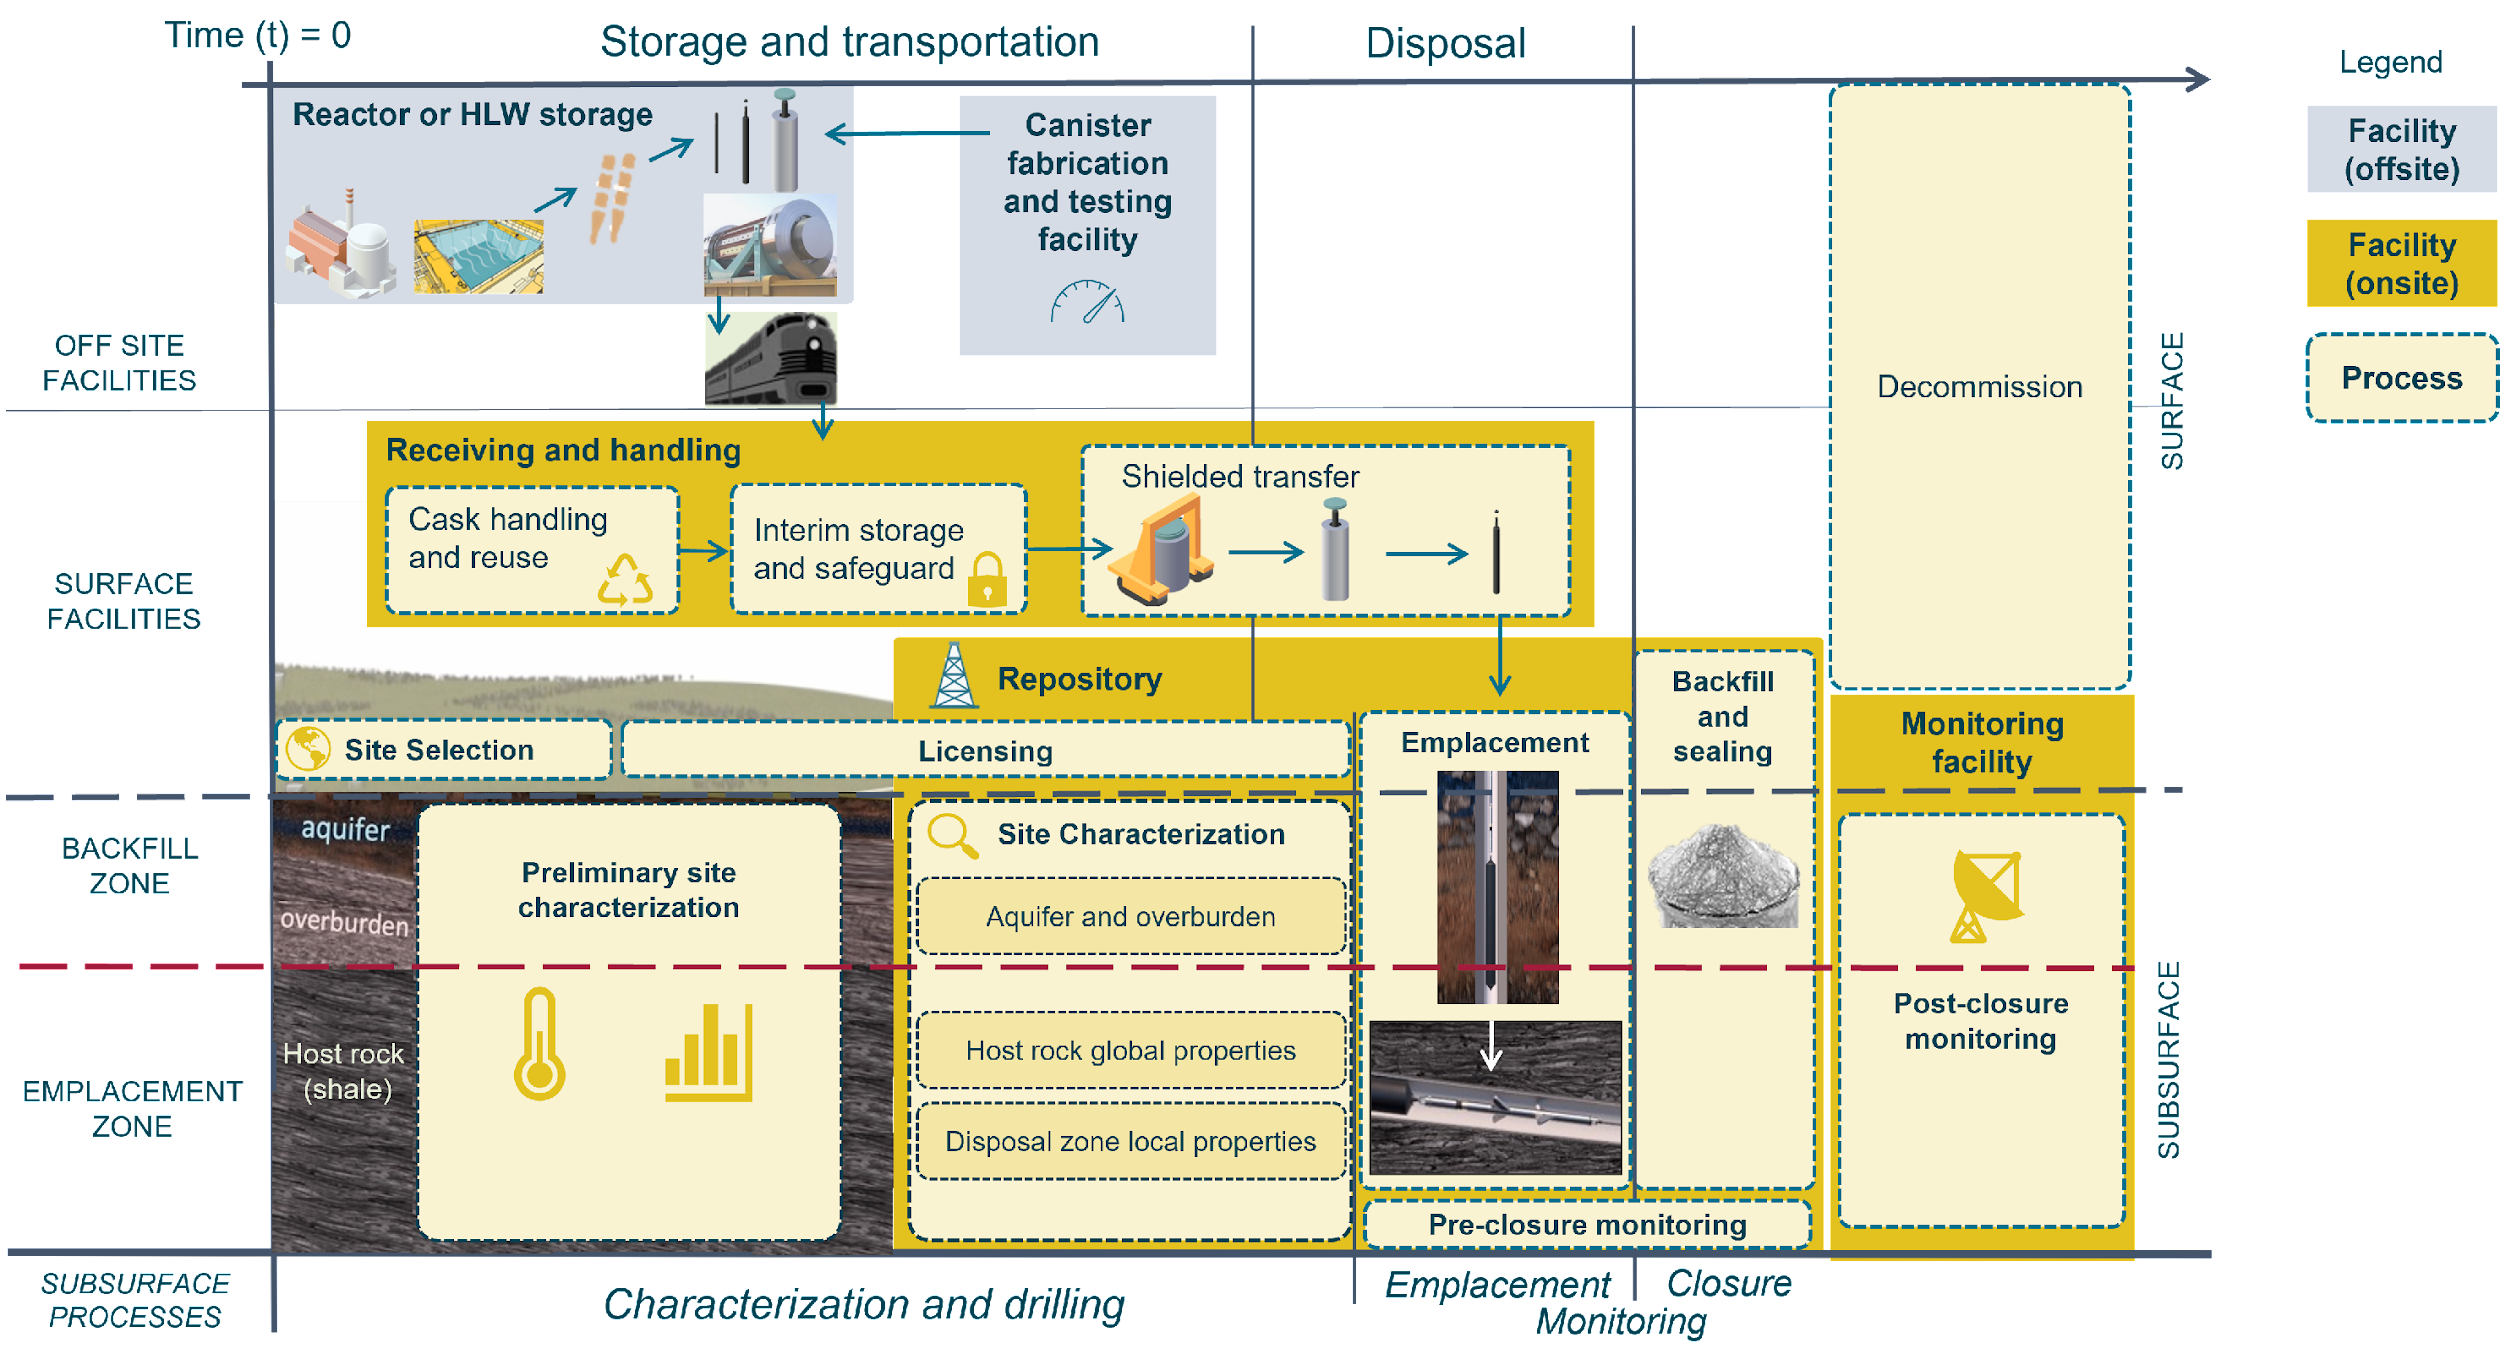 Time (t) = 0
Storage and transportation
Disposal
Legend
Reactor or HLW storage
Canister
fabrication
and testing
facility
Facility
(offsite)
Facility
(onsite)
Process
OFF SITE
FACILITIES
Decommission
SURFACE
Receiving and handling
Cask handling
and reuse
Interim storage
and safeguard
Shielded transfer
SURFACE
FACILITIES
Repository
Site Selection
Licensing
Emplacement
Backfill
and
sealing
Monitoring
facility
aquifer
overburden
Host rock
(shale)
BACKFILL
ZONE
Preliminary site
characterization
Site Characterization
Aquifer and overburden
Host rock global properties
Disposal zone local properties
Post-closure
monitoring
EMPLACEMENT
ZONE
SUBSURFACE
Pre-closure monitoring
SUBSURFACE
PROCESSES
Characterization and drilling
Emplacement
Closure
Monitoring